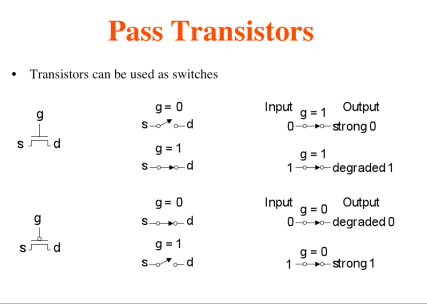 Pass Transistors
• Transistors can be used as switches
g
s d
g = 0
s d
g = 1
s d
Input g = 1 Output
0 strong 0
g = 1
1 degraded 1
g
s d
g = 0
s d
g = 1
s d
Input g = 0 Output
0 degraded 0
g = 0
1 strong 1